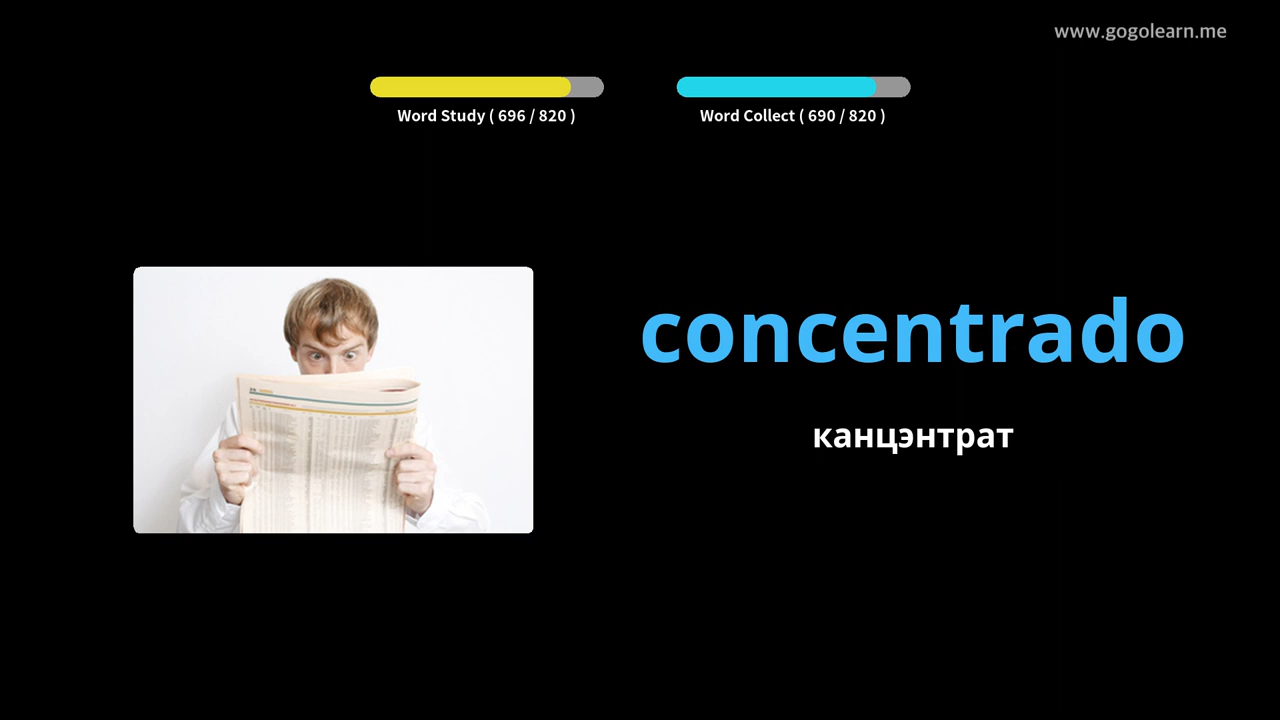 www.gogolearn.me
Word Study ( 696 / 820 )
Word Collect ( 690 / 820 )
concentrado
канцэнтрат